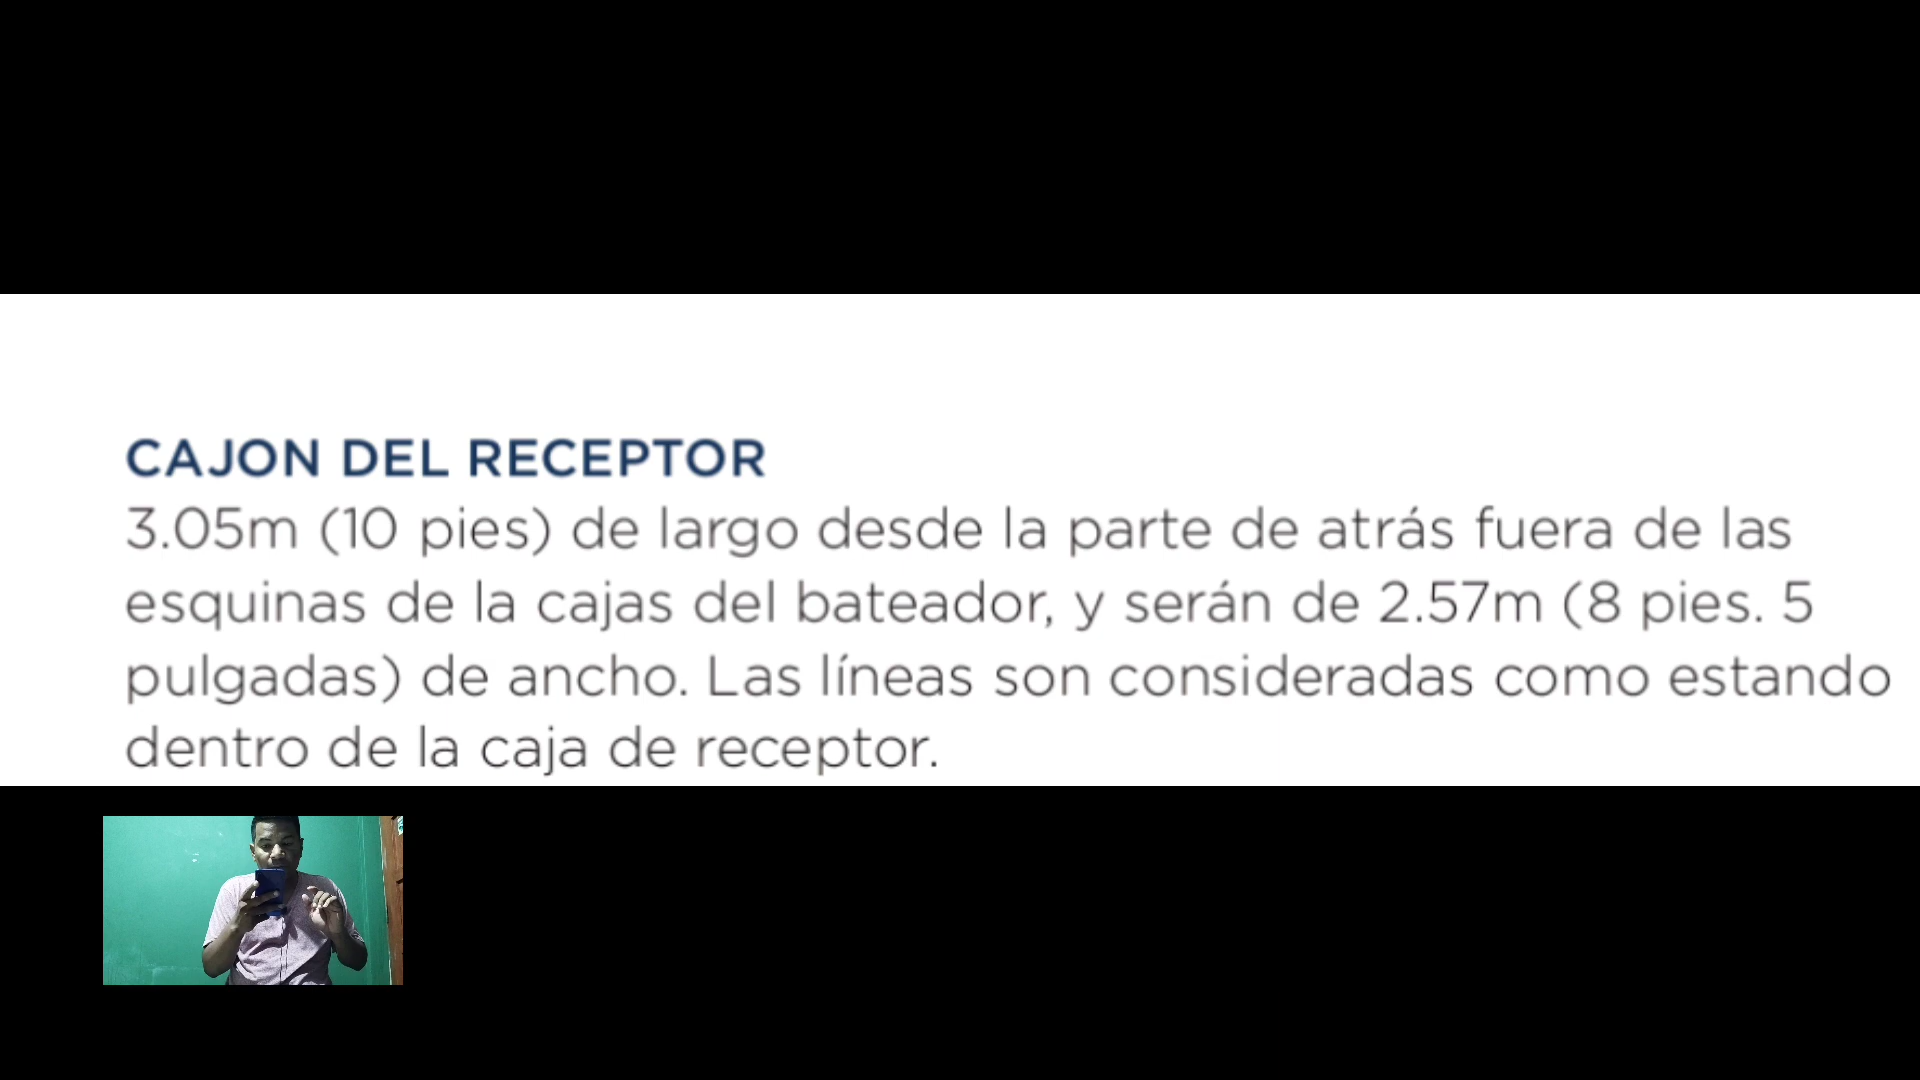 CAJON DEL RECEPTOR
3.05m (10 pies) de largo desde la parte de atrás fuera de las
esquinas de la cajas del bateador, y serán de 2.57m (8 pies. 5
pulgadas) de ancho. Las líneas son consideradas como estando
dentro de la caja de receptor.